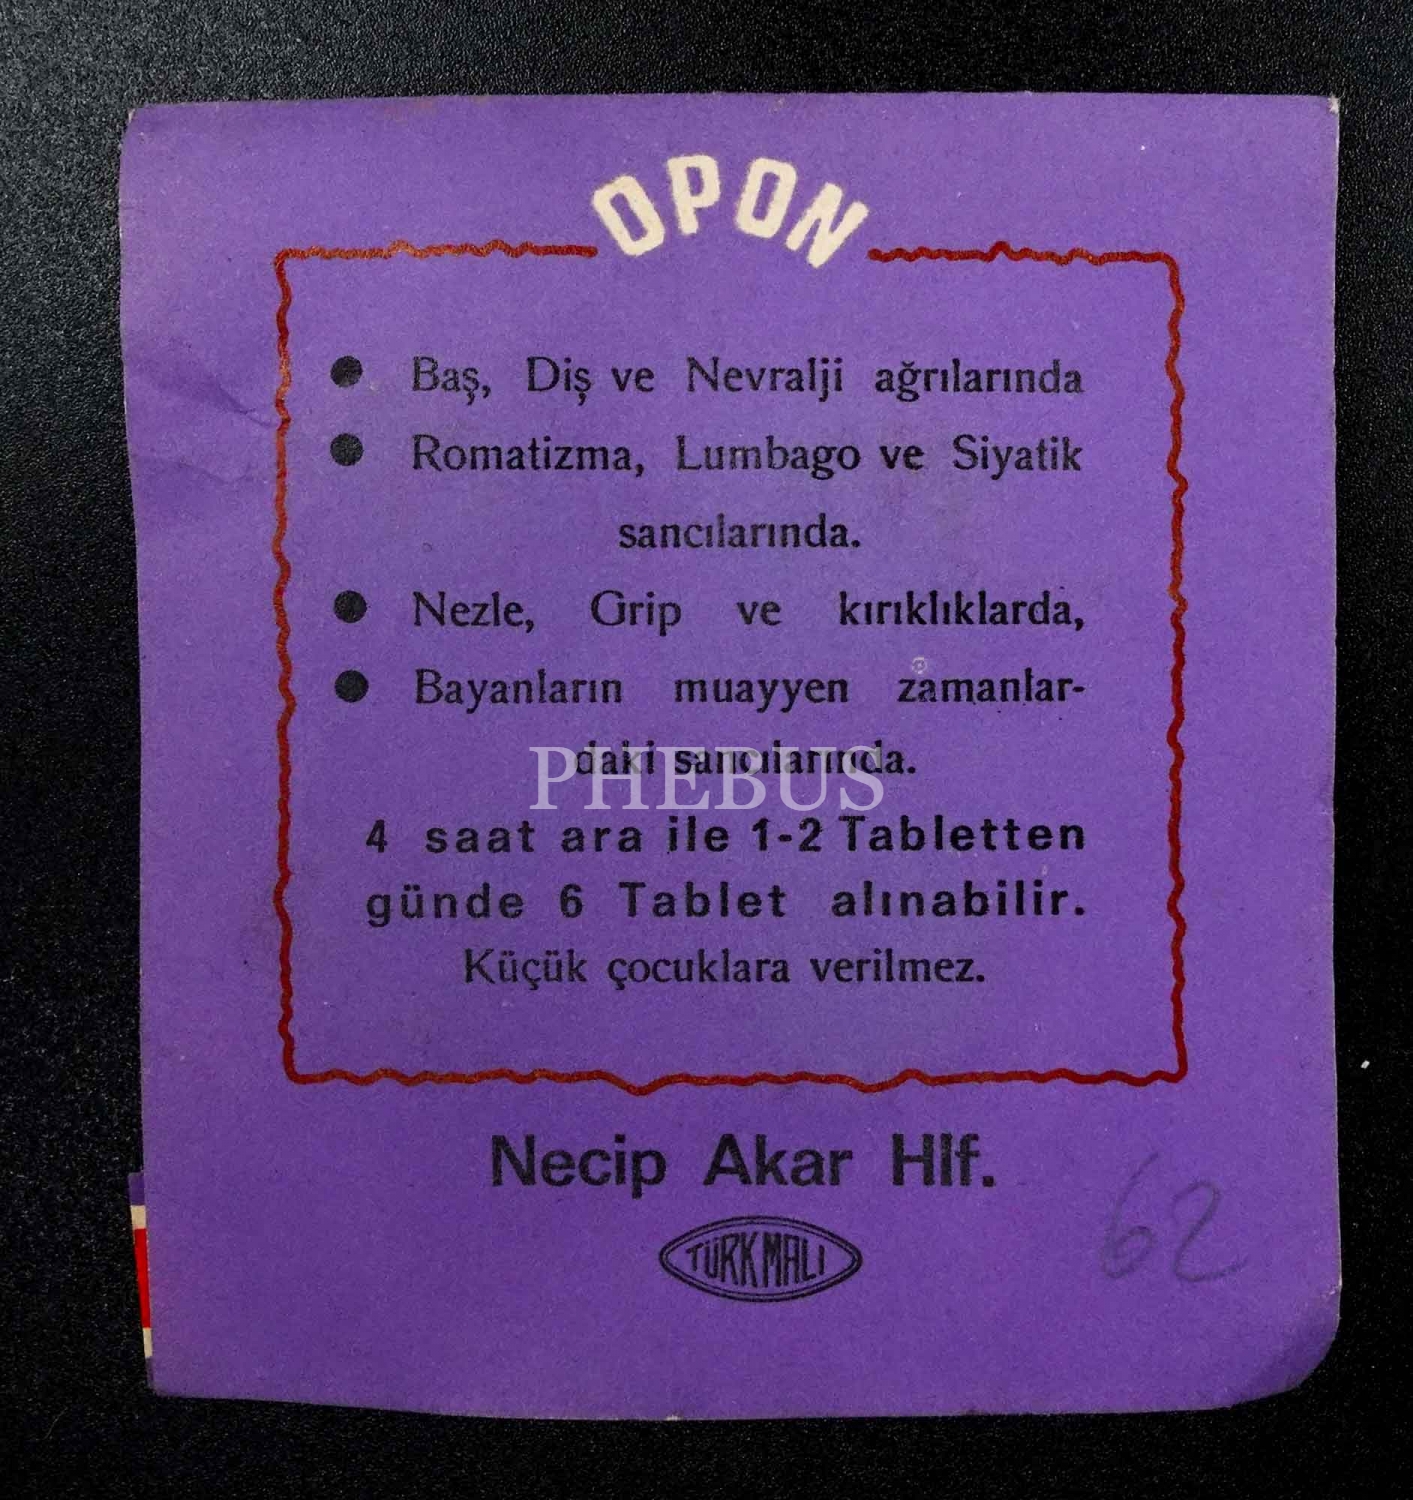 OPON
● Baş, Diş ve Nevralji ağrılarında
● Romatizma, Lumbago ve Siyatik
sancılarında.
● Nezle, Grip ve kırıklıklarda,
● Bayanların muayyen zamanlar-
daki sancılarında.
PHEBUS
4 saat ara ile 1-2 Tabletten
günde 6 Tablet alınabilir.
Küçük çocuklara verilmez.
Necip Akar Hlf.
TÜRK MALI
62